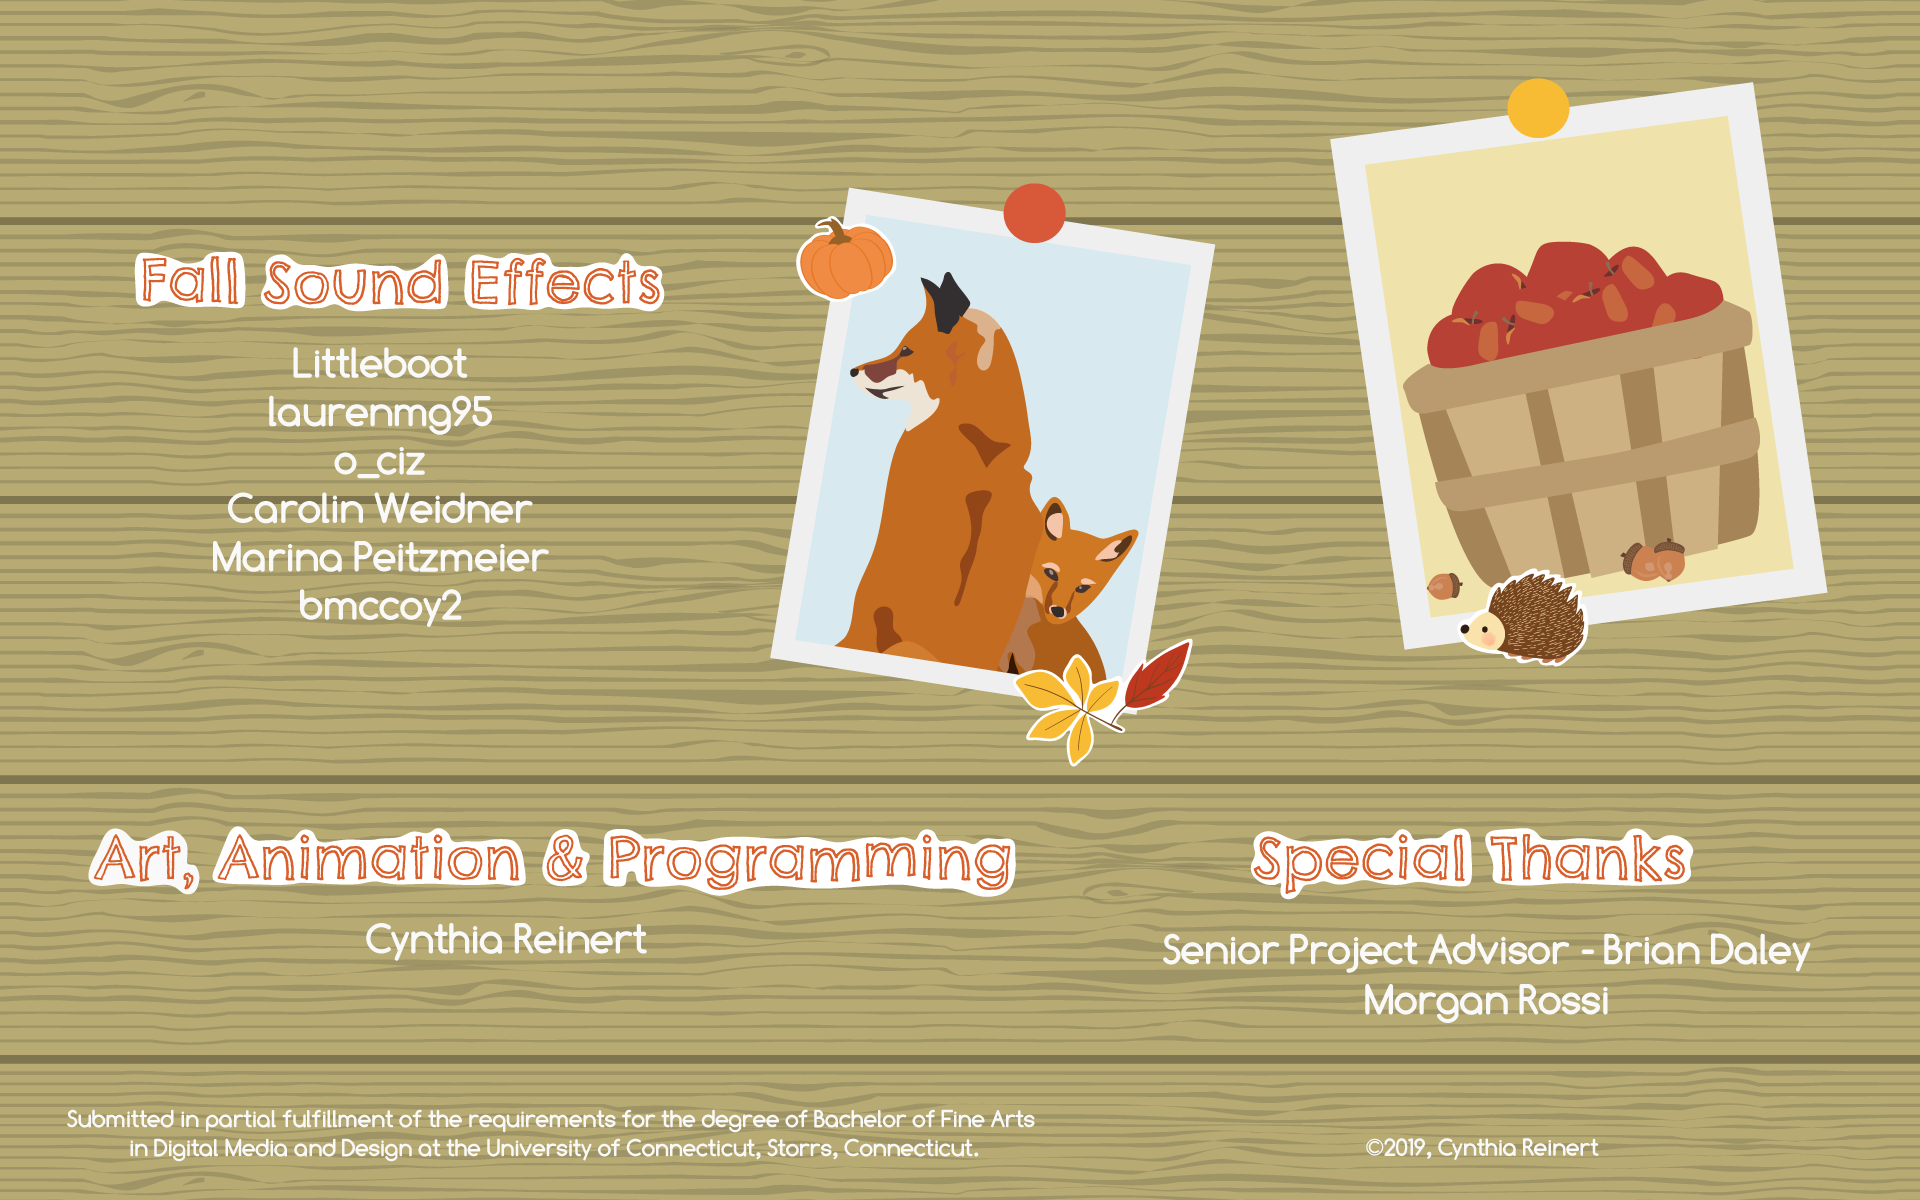 Fall Sound Effects
Littleboot
laurenmg95
o_ciz
Carolin Weidner
Marina Peitzmeier
bmccoy2
Art, Animation & Programming
Cynthia Reinert
Special Thanks
Senior Project Advisor - Brian Daley
Morgan Rossi
Submitted in partial fulfillment of the requirements for the degree of Bachelor of Fine Arts
in Digital Media and Design at the University of Connecticut, Storrs, Connecticut.
©2019, Cynthia Reinert